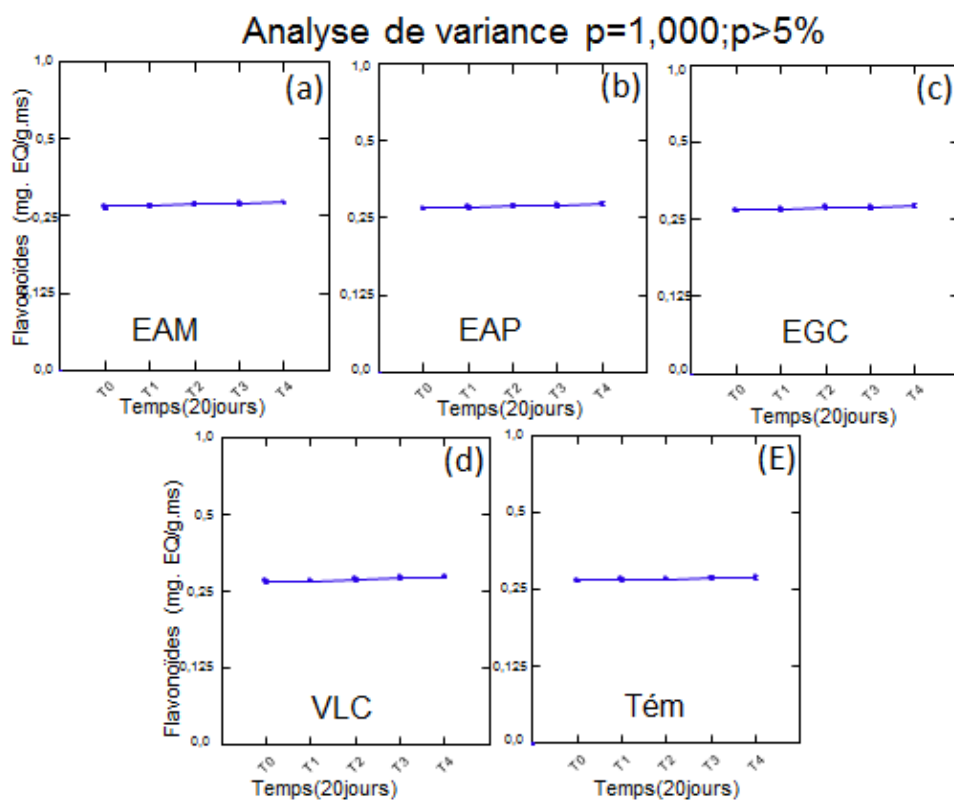 Analyse de variance p=1,000;p>5%
(a)
Flavonoïdes (mg. EQ/g.ms)
1,0
0,5
-0,25
0,125
0,0
EAM
T0 T1 T2 T3 T4
Temps(20jours)
(b)
1,0
0,5
0,25
0,125
0,0
EAP
T0 T1 T2 T3 T4
Temps(20jours)
(c)
1,0
0,5
0,25
0,125
0,0
EGC
T0 T1 T2 T3 T4
Temps(20jours)
(d)
Flavonoïdes (mg. EQ/g.ms)
1,0
0,5
0,25
0,125
0,0
VLC
T0 T1 T2 T3 T4
Temps(20jours)
(E)
1,0
0,5
0,25
0,125
0,0
Tém
T0 T1 T2 T3 T4
Temps(20jours)